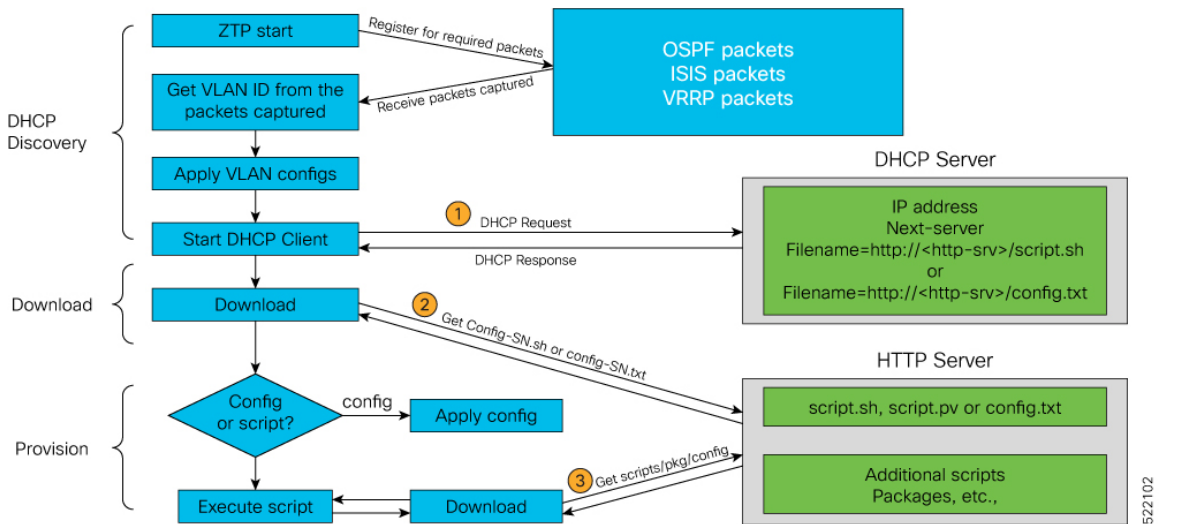 ZTP start
Register for required packets
OSPF packets
ISIS packets
VRRP packets
Get VLAN ID from the
packets captured
Receive packets captured
DHCP
Discovery
Apply VLAN configs
DHCP Server
1
DHCP Request
IP address
Next-server
Filename=http://<http-srv>/script.sh
or
Filename=http://<http-srv>/config.txt
Start DHCP Client
DHCP Response
Download
Download
2
Get Config-SN.sh or config-SN.txt
HTTP Server
Config
or script?
config
Apply config
script.sh, script.pv or config.txt
Provision
3
Get scripts/pkg/config
Additional scripts
Packages, etc.,
Execute script
Download
522102